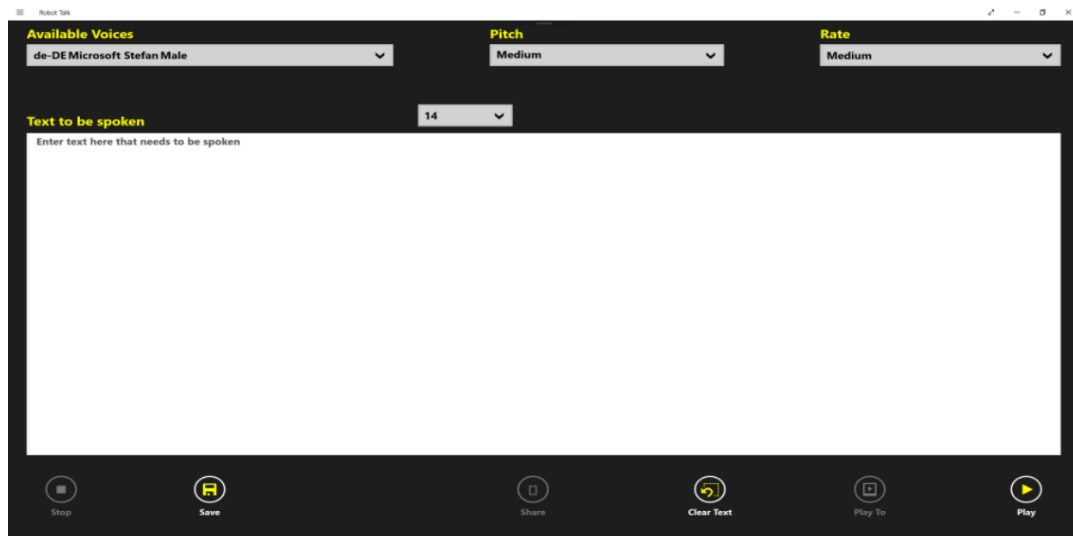 Robot Talk
Available Voices
Pitch
Rate
de-DE Microsoft Stefan Male
Medium
Medium
Text to be spoken
14
Enter text here that needs to be spoken
Stop
Save
Share
Clear Text
Play To
Play